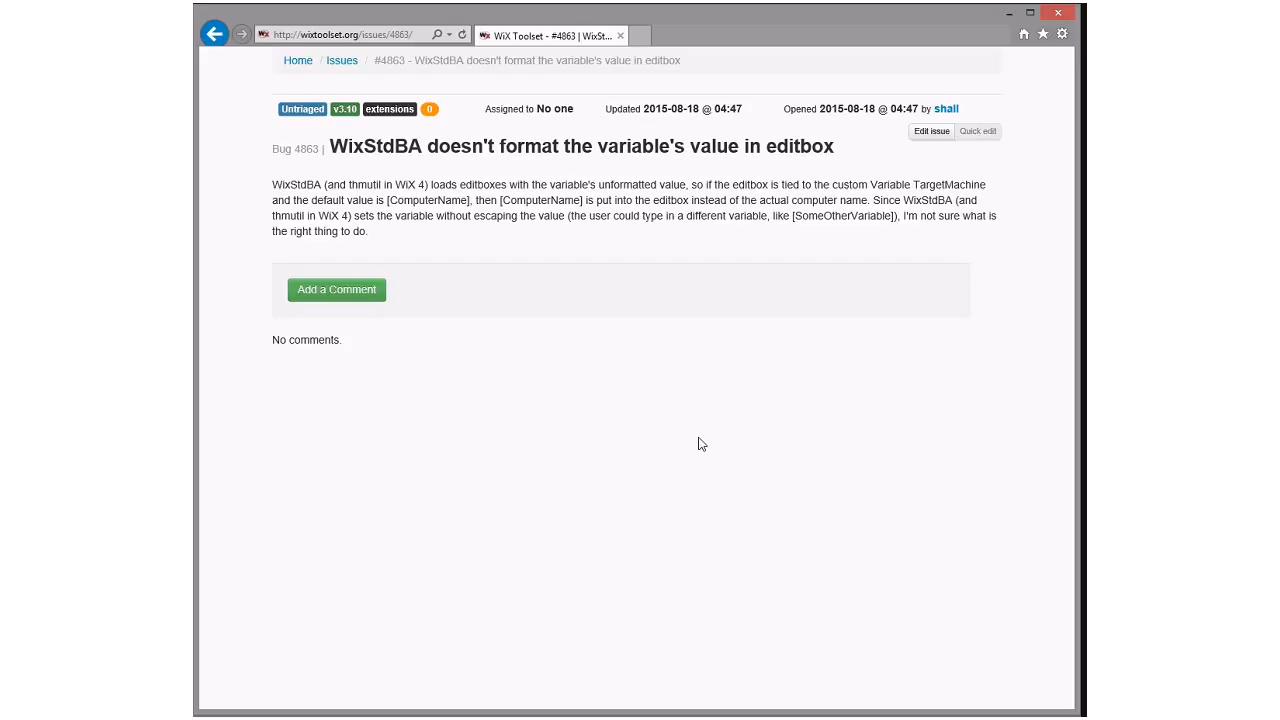 http://wixtoolset.org/issues/4863/
WiX Toolset - #4863 | WixSt...
Home / Issues / #4863 - WixStdBA doesn't format the variable's value in editbox
Untriaged v3.10 extensions 0 Assigned to No one Updated 2015-08-18 @ 04:47 Opened 2015-08-18 @ 04:47 by shall
Edit issue Quick edit
Bug 4863 | WixStdBA doesn't format the variable's value in editbox
WixStdBA (and thmutil in WiX 4) loads editboxes with the variable's unformatted value, so if the editbox is tied to the custom Variable TargetMachine
and the default value is [ComputerName], then [ComputerName] is put into the editbox instead of the actual computer name. Since WixStdBA (and
thmutil in WiX 4) sets the variable without escaping the value (the user could type in a different variable, like [SomeOtherVariable]), I'm not sure what is
the right thing to do.
Add a Comment
No comments.